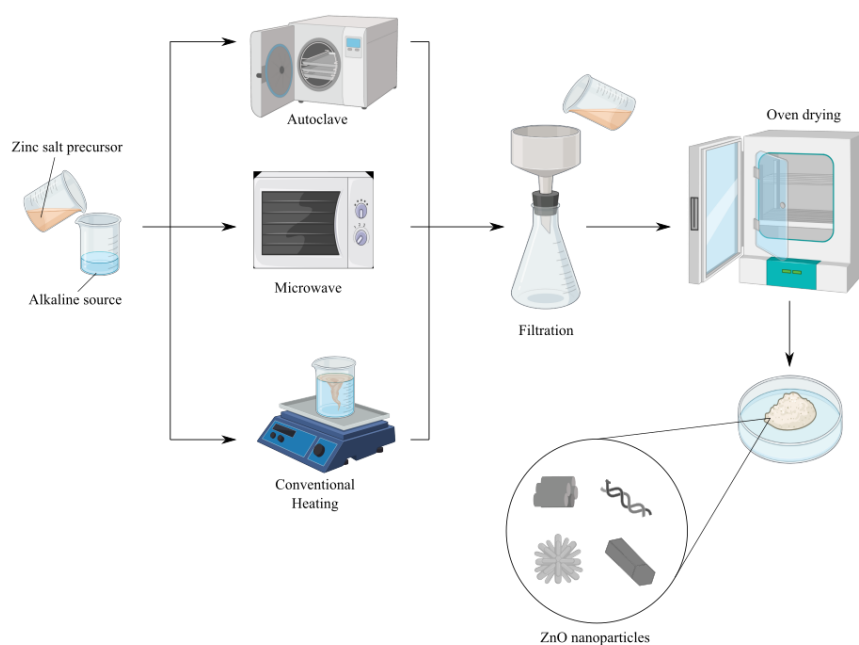 Zinc salt precursor
Alkaline source
Autoclave
Microwave
Conventional
Heating
Filtration
Oven drying
ZnO nanoparticles